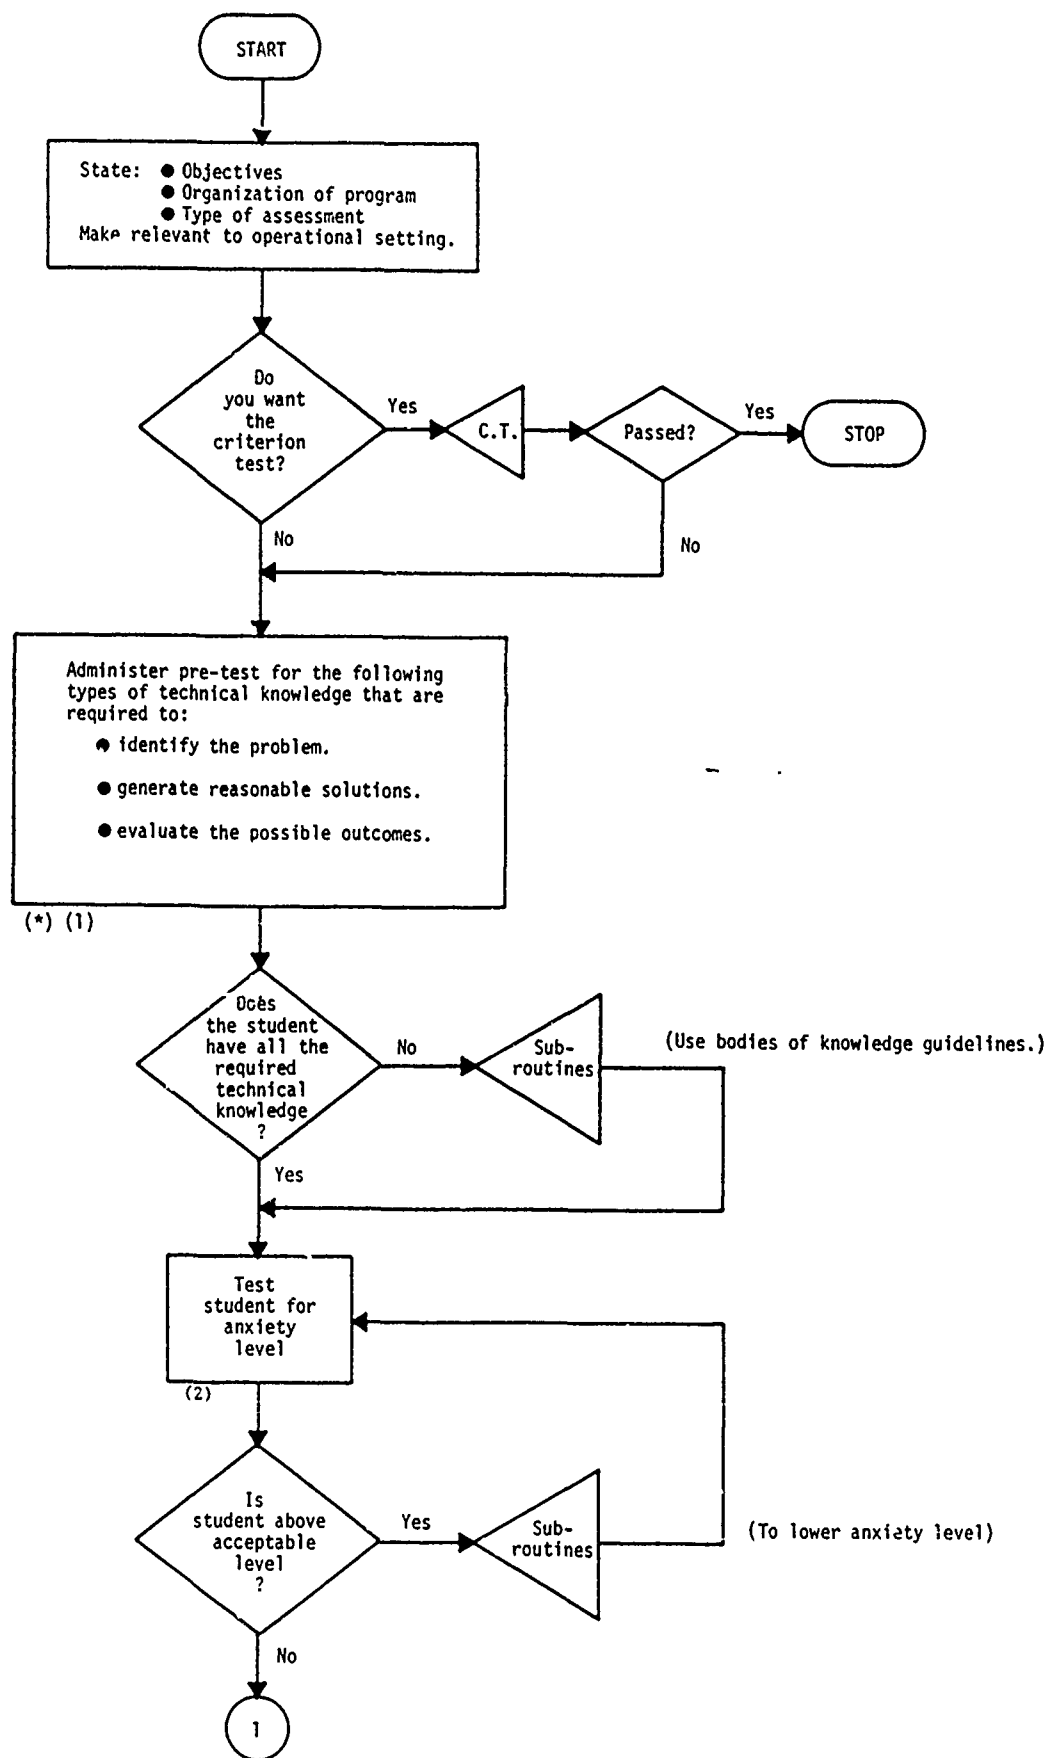 START
State: ● Objectives
● Organization of program
● Type of assessment
Make relevant to operational setting.
Do
you want
the
criterion
test?
Yes
C.T.
Passed?
Yes
STOP
No
No
Administer pre-test for the following
types of technical knowledge that are
required to:
● identify the problem.
● generate reasonable solutions.
● evaluate the possible outcomes.
(*) (1)
Does
the student
have all the
required
technical
knowledge
?
No
Sub-
routines
(Use bodies of knowledge guidelines.)
Yes
Test
student for
anxiety
level
(2)
Is
student above
acceptable
level
?
Yes
Sub-
routines
(To lower anxiety level)
No
1